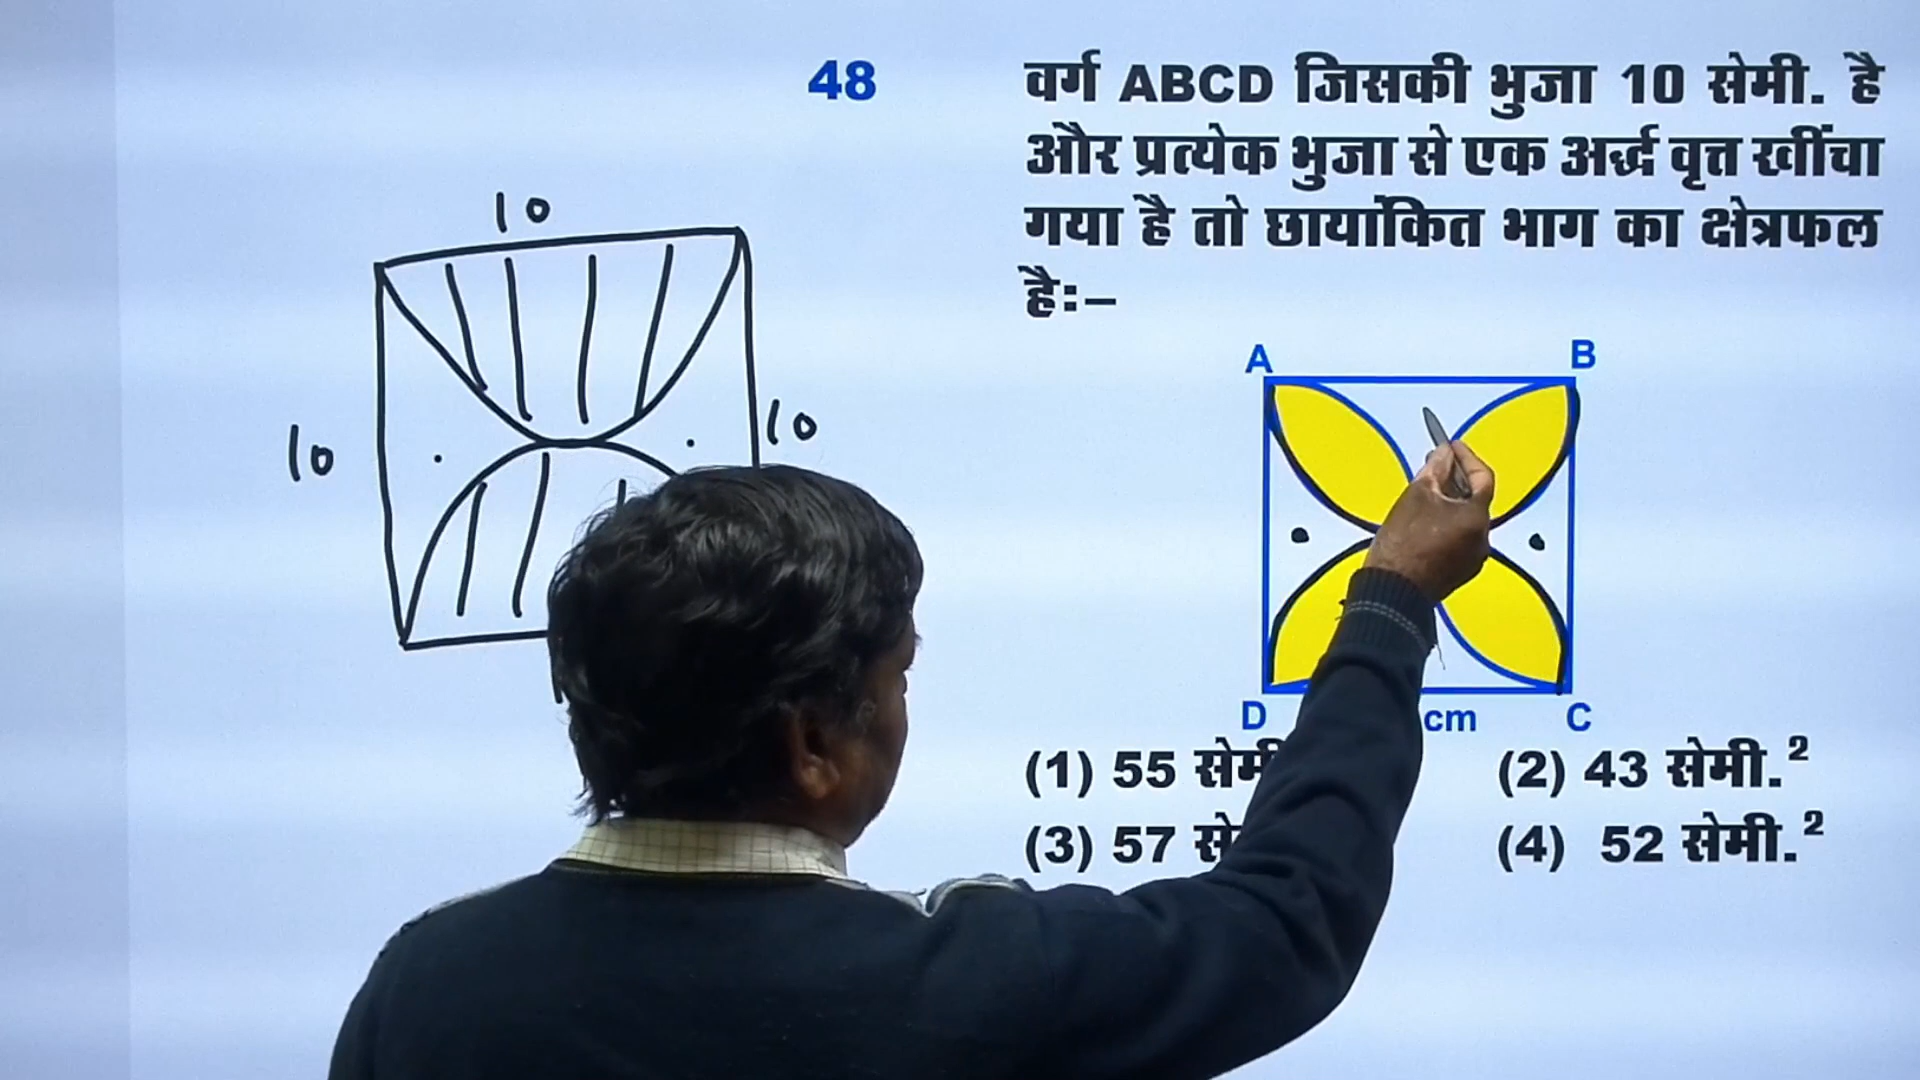 48
वर्ग ABCD जिसकी भुजा 10 सेमी. है
और प्रत्येक भुजा से एक अर्द्ध वृत्त खींचा
गया है तो छायांकित भाग का क्षेत्रफल
है:–
10
10
10
A B
D cm C
(1) 55 (2) 43 सेमी.²
(3) 57 (4) 52 सेमी.²